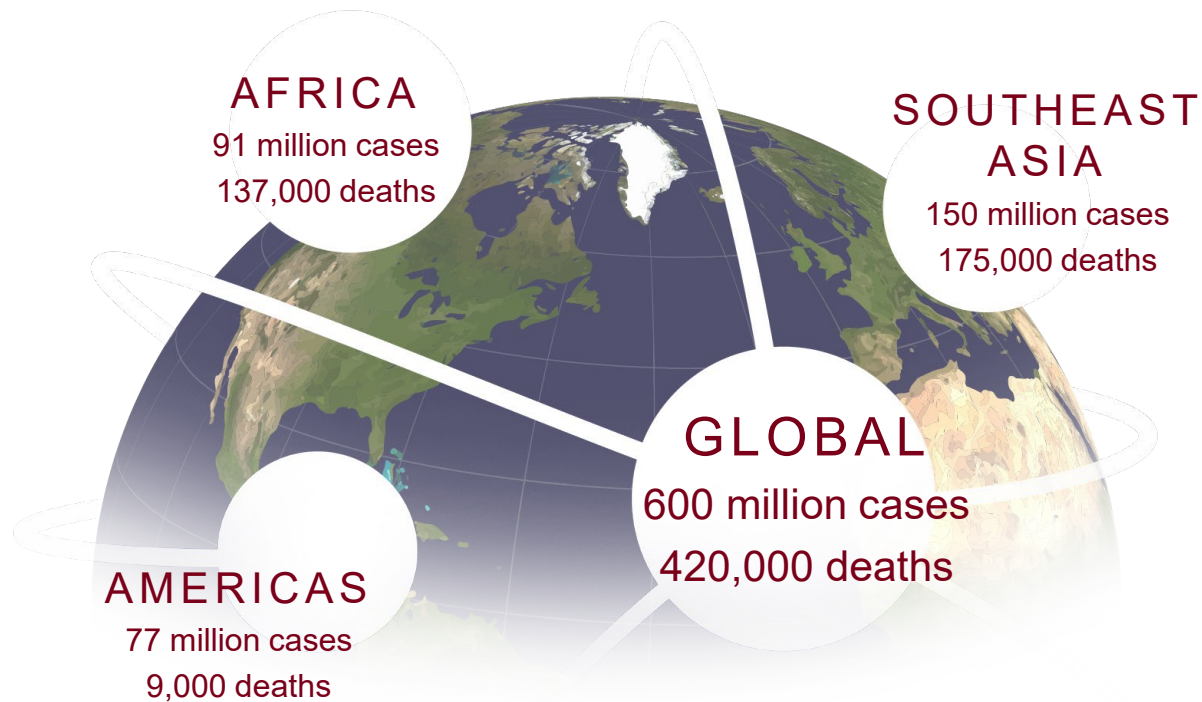 AFRICA
91 million cases
137,000 deaths
SOUTHEAST
ASIA
150 million cases
175,000 deaths
GLOBAL
600 million cases
420,000 deaths
AMERICAS
77 million cases
9,000 deaths